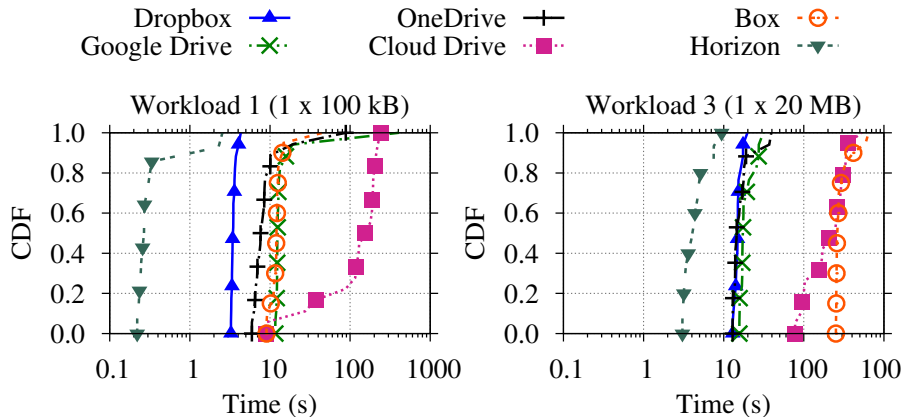 Dropbox OneDrive Box
Google Drive Cloud Drive Horizon
Workload 1 (1 x 100 kB) Workload 3 (1 x 20 MB)
1.0 1.0
0.8 0.8
0.6 0.6
CDF CDF
0.4 0.4
0.2 0.2
0.0 0.0
0.1 1 10 100 1000 0.1 1 10 100 1000
Time (s) Time (s)